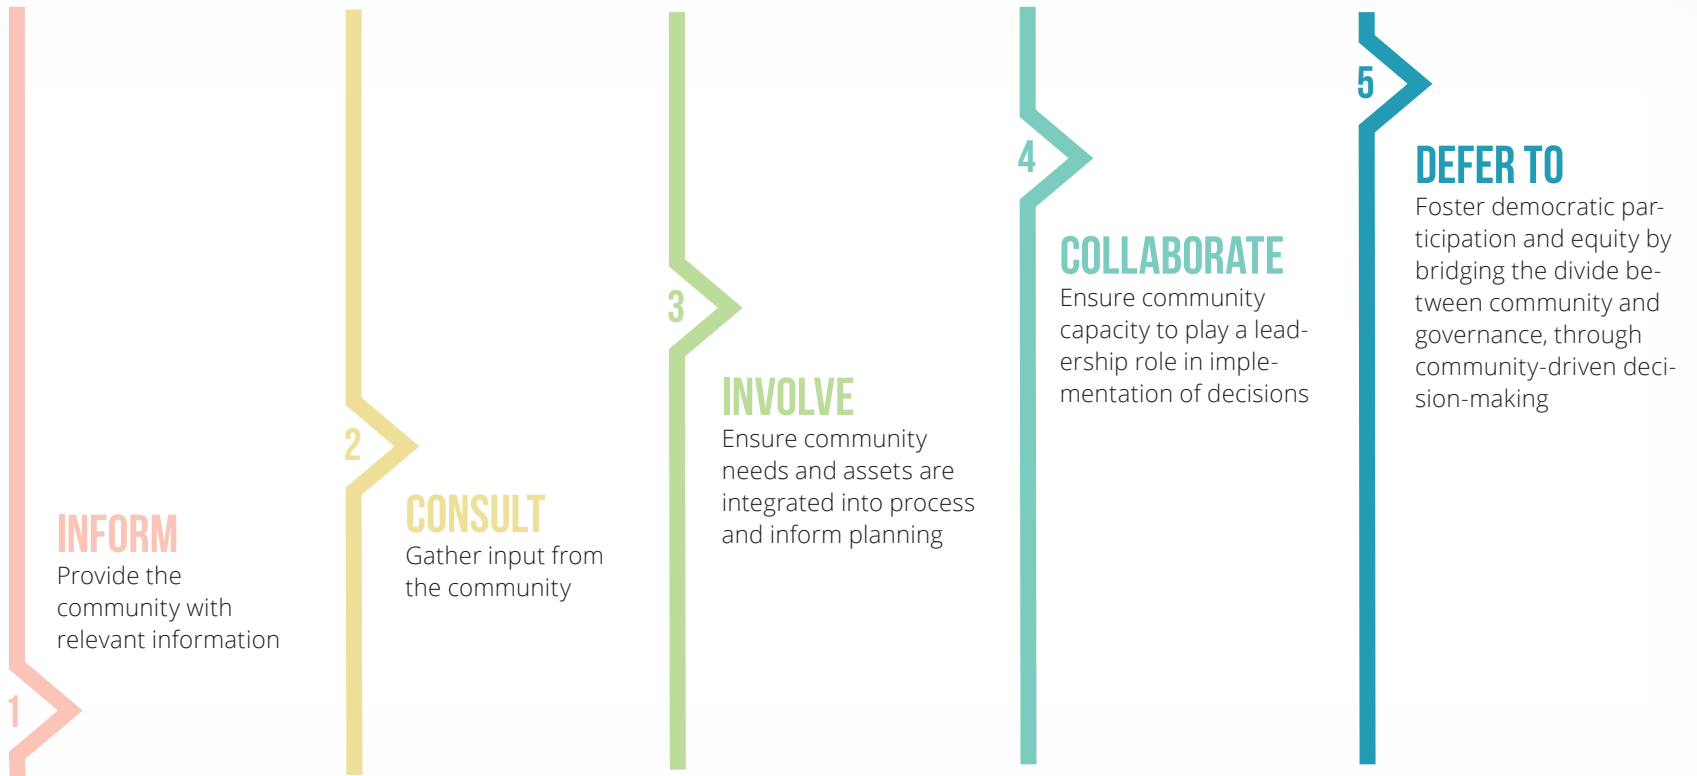 1
INFORM
Provide the
community with
relevant information
2
CONSULT
Gather input from
the community
3
INVOLVE
Ensure community
needs and assets are
integrated into process
and inform planning
4
COLLABORATE
Ensure community
capacity to play a lead-
ership role in imple-
mentation of decisions
5
DEFER TO
Foster democratic par-
ticipation and equity by
bridging the divide be-
tween community and
governance, through
community-driven deci-
sion-making